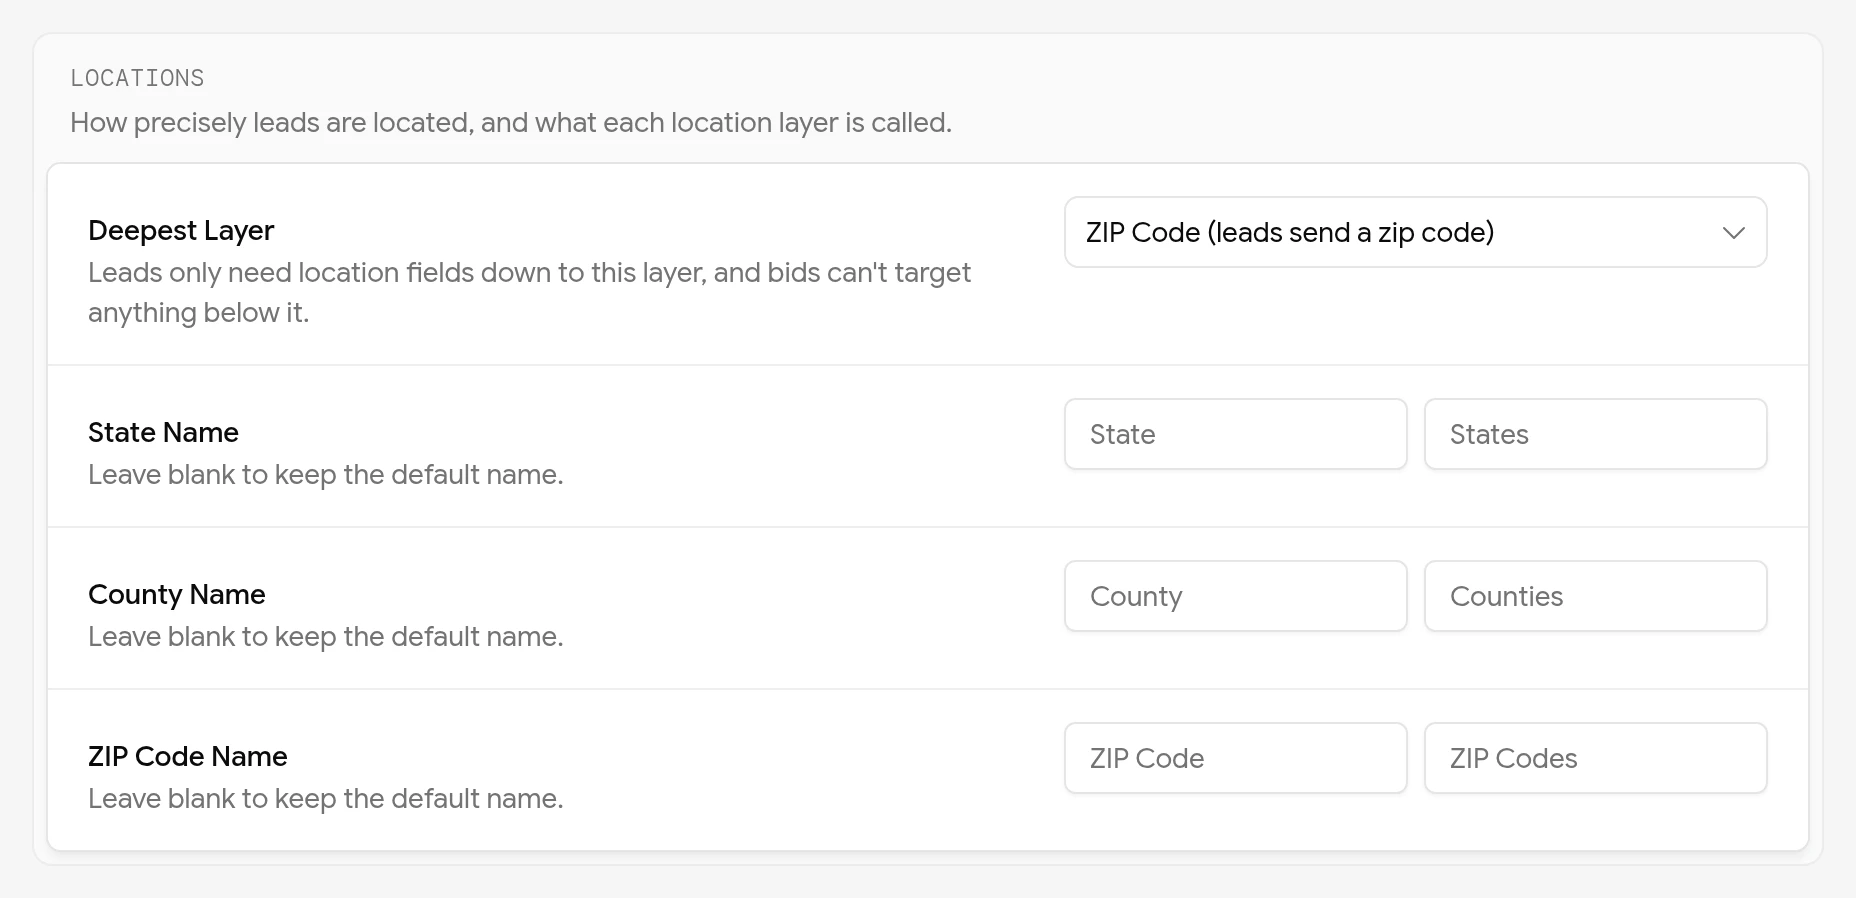 LOCATIONS
How precisely leads are located, and what each location layer is called.
Deepest Layer
Leads only need location fields down to this layer, and bids can't target
anything below it.
ZIP Code (leads send a zip code)
State Name
Leave blank to keep the default name.
State
States
County Name
Leave blank to keep the default name.
County
Counties
ZIP Code Name
Leave blank to keep the default name.
ZIP Code
ZIP Codes